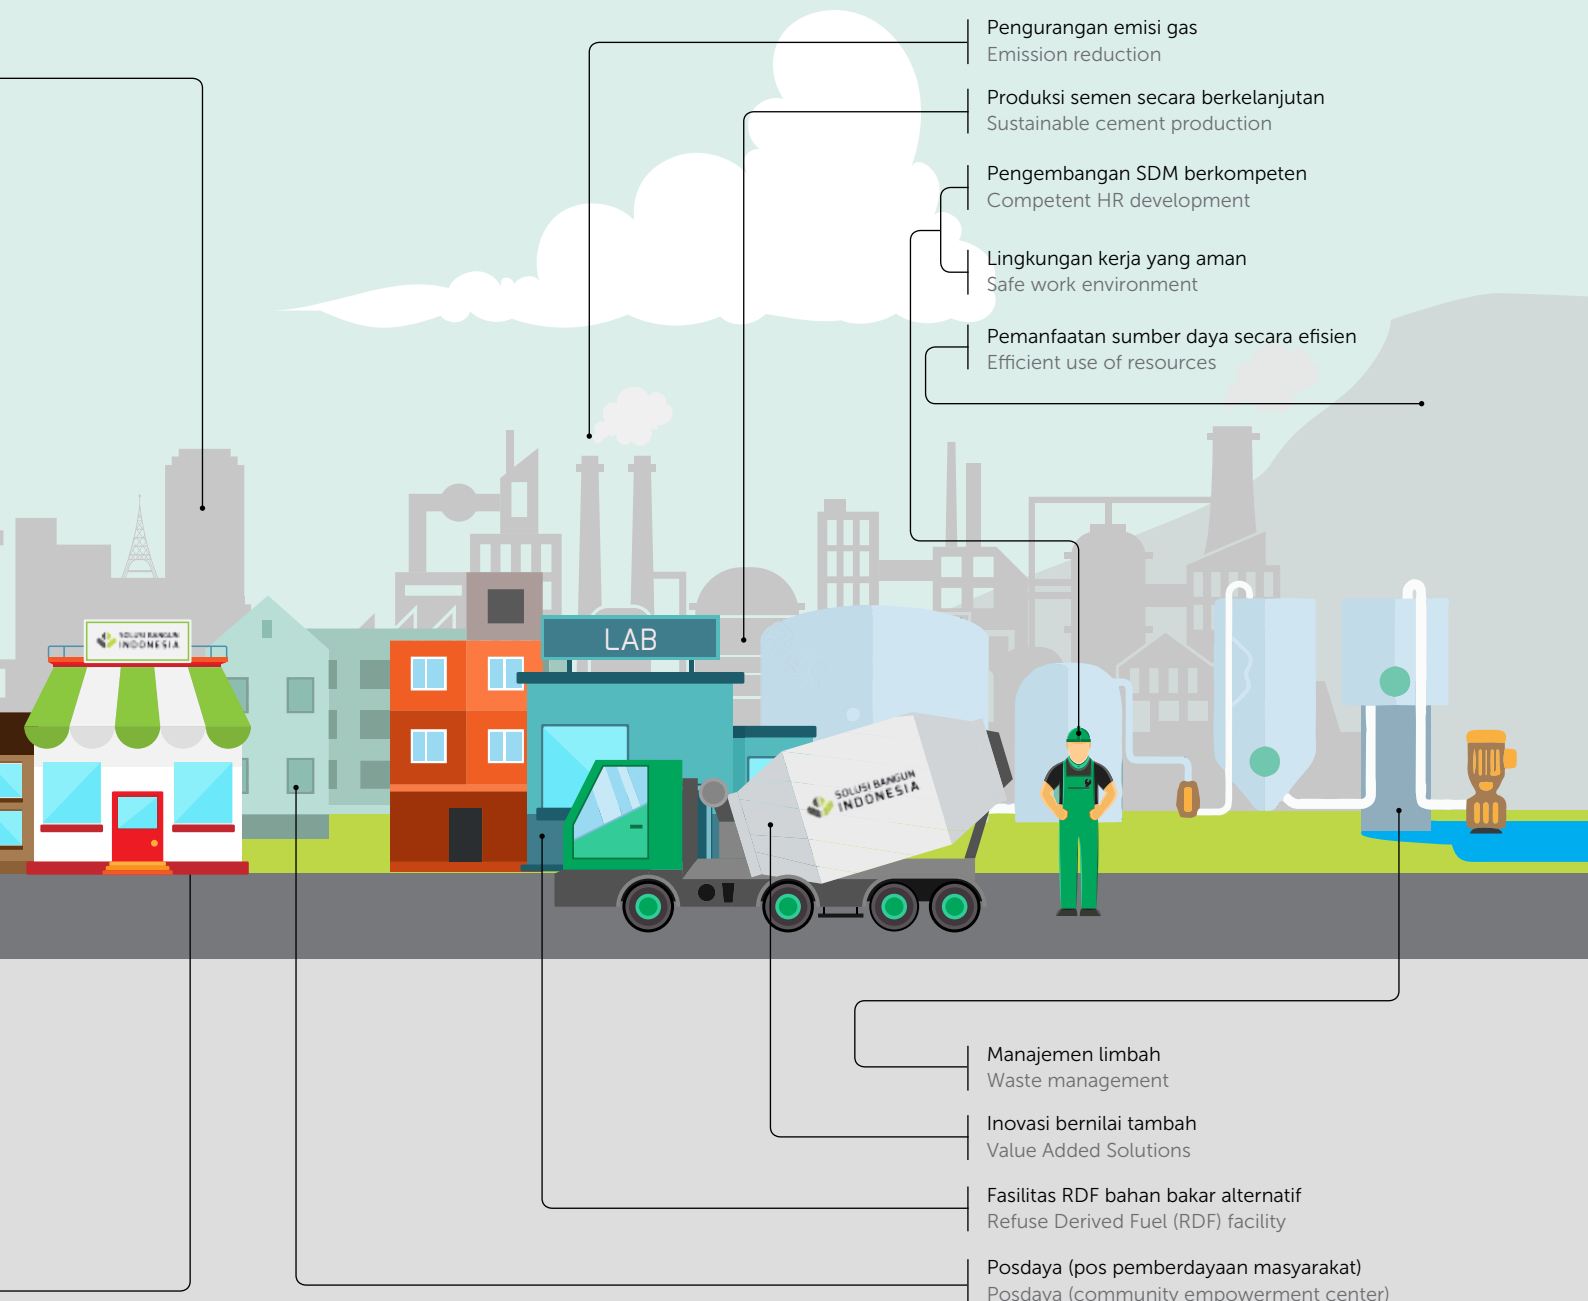 Pengurangan emisi gas
Emission reduction
Produksi semen secara berkelanjutan
Sustainable cement production
Pengembangan SDM berkompeten
Competent HR development
Lingkungan kerja yang aman
Safe work environment
Pemanfaatan sumber daya secara efisien
Efficient use of resources
LAB
SOLUSI BANGUN
INDONESIA
SOLUSI BANGUN
INDONESIA
Manajemen limbah
Waste management
Inovasi bernilai tambah
Value Added Solutions
Fasilitas RDF bahan bakar alternatif
Refuse Derived Fuel (RDF) facility
Posdaya (pos pemberdayaan masyarakat)
Posdaya (community empowerment center)